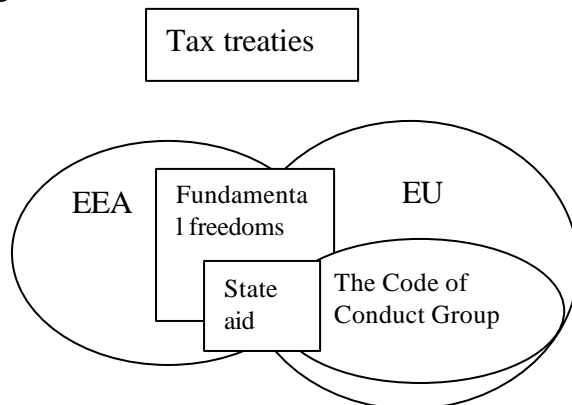 Tax treaties
EEA
Fundamenta
l freedoms
EU
State
aid
The Code of
Conduct Group